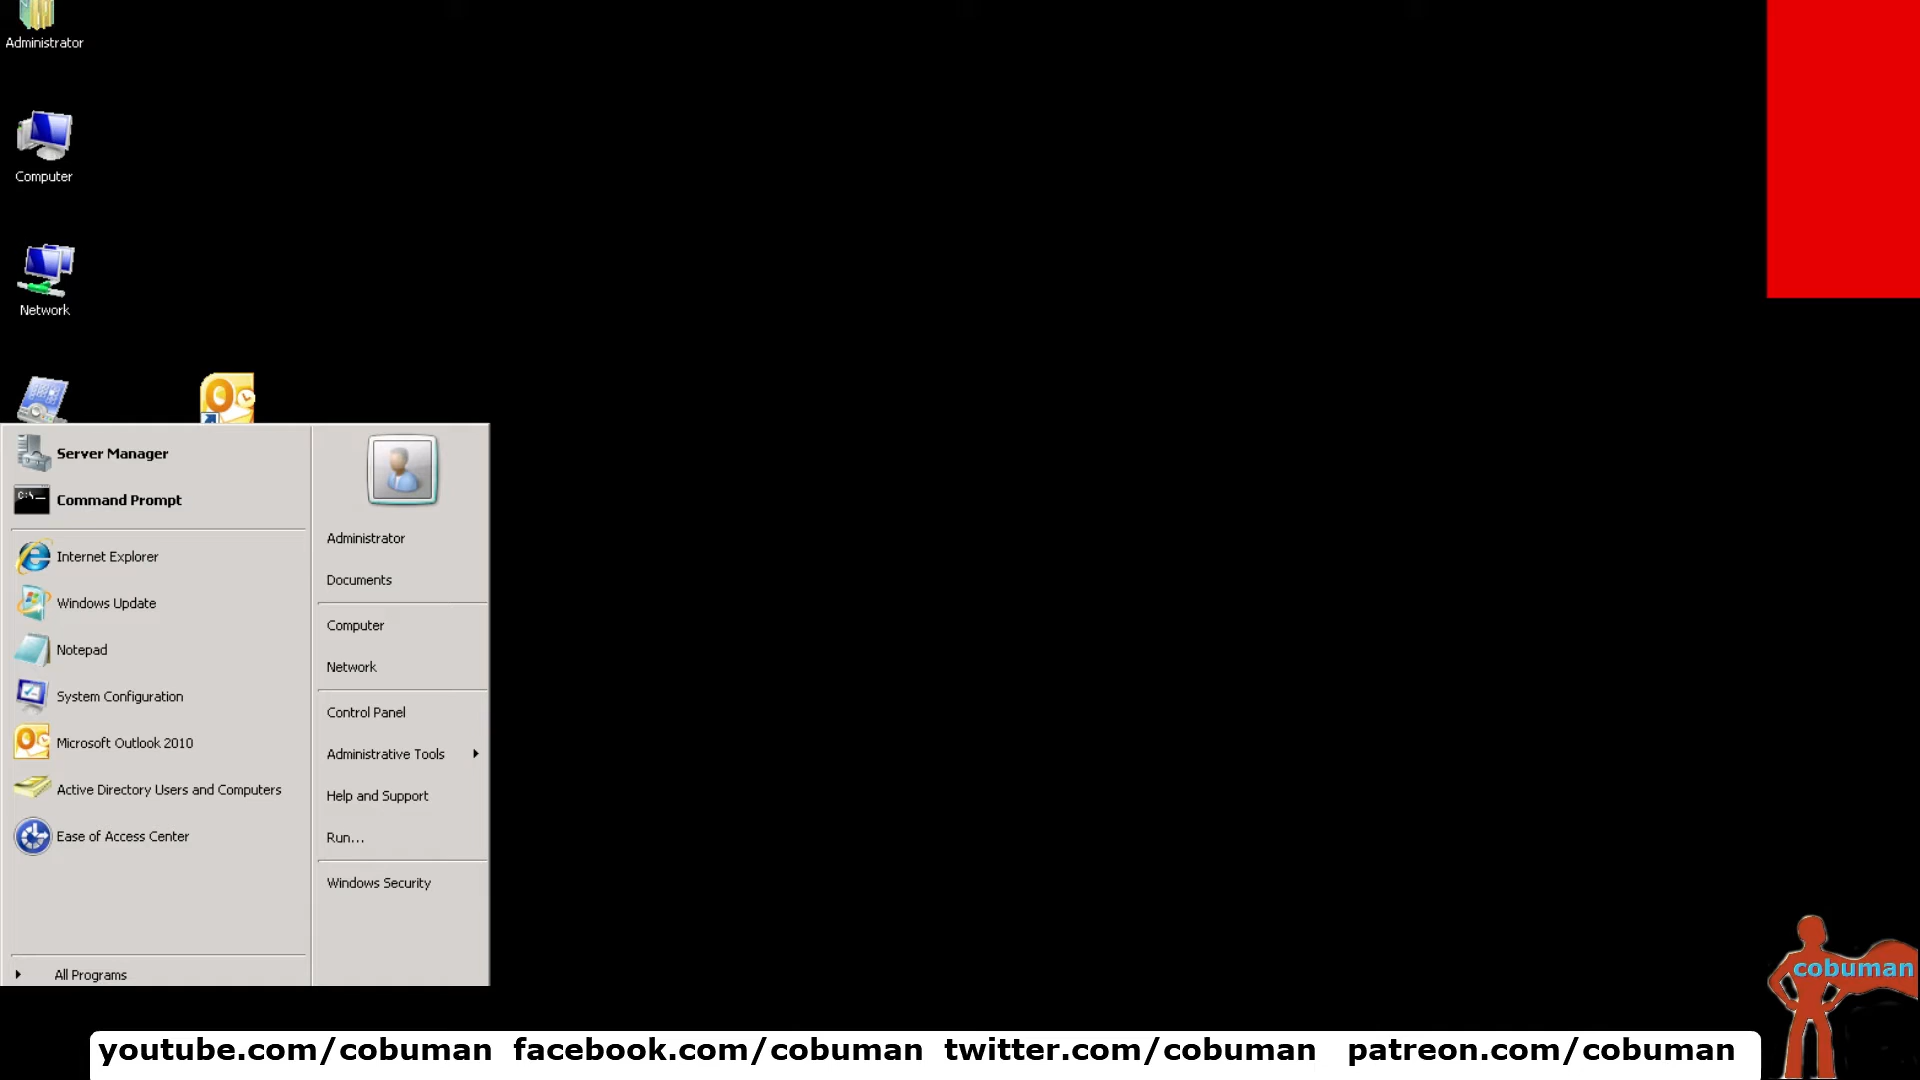 Administrator
Computer
Network
Server Manager
Command Prompt
Internet Explorer
Windows Update
Notepad
System Configuration
Microsoft Outlook 2010
Active Directory Users and Computers
Ease of Access Center
All Programs
Administrator
Documents
Computer
Network
Control Panel
Administrative Tools
Help and Support
Run...
Windows Security
cobuman
youtube.com/cobuman facebook.com/cobuman twitter.com/cobuman patreon.com/cobuman